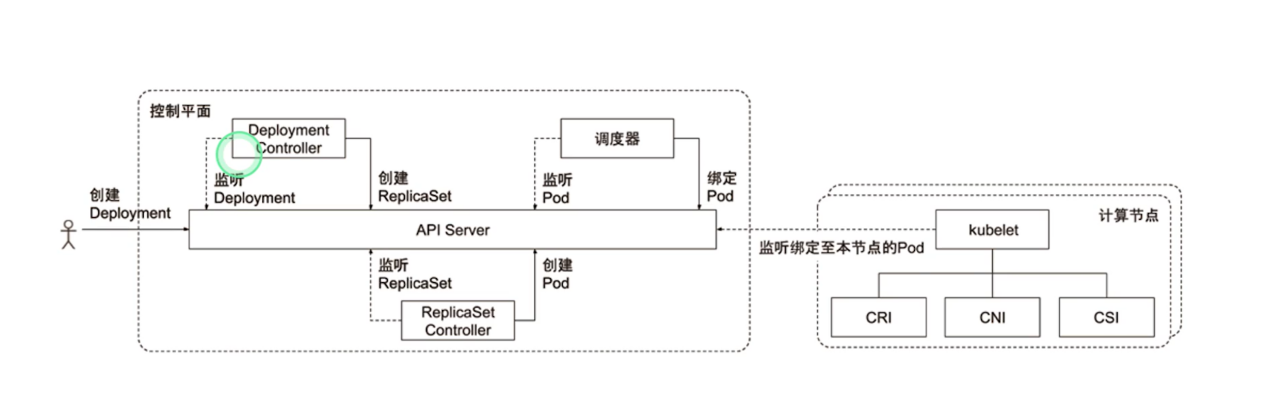 控制平面
Deployment
Controller
调度器
监听
Deployment
创建
ReplicaSet
监听
Pod
绑定
Pod
创建
Deployment
API Server
计算节点
kubelet
监听绑定至本节点的Pod
监听
ReplicaSet
创建
Pod
ReplicaSet
Controller
CRI
CNI
CSI